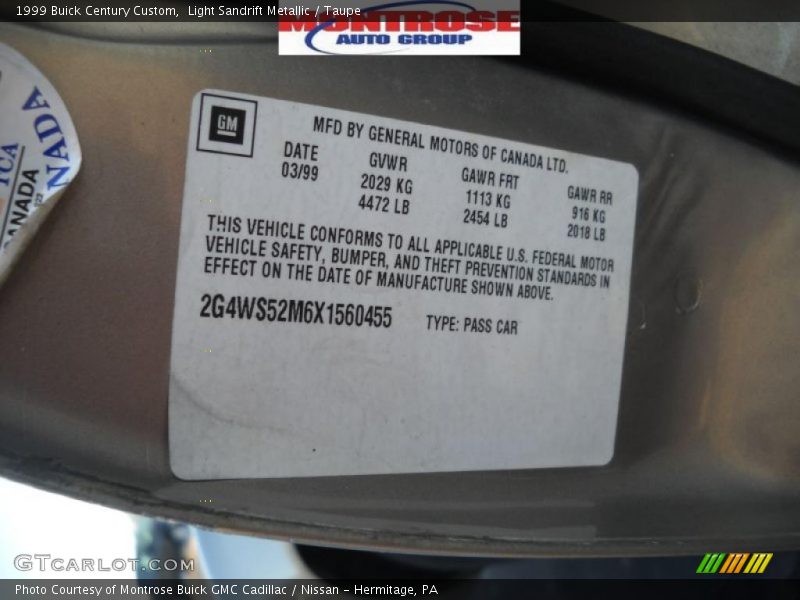 1999 Buick Century Custom, Light Sandrift Metallic / Taupe
MONTROSE
AUTO GROUP
NADA
ICA
CANADA
GM
MFD BY GENERAL MOTORS OF CANADA LTD.
DATE GVWR GAWR FRT GAWR RR
03/99 2029 KG 1113 KG 916 KG
4472 LB 2454 LB 2018 LB
THIS VEHICLE CONFORMS TO ALL APPLICABLE U.S. FEDERAL MOTOR
VEHICLE SAFETY, BUMPER, AND THEFT PREVENTION STANDARDS IN
EFFECT ON THE DATE OF MANUFACTURE SHOWN ABOVE.
2G4WS52M6X1560455 TYPE: PASS CAR
GTcarlot.com
Photo Courtesy of Montrose Buick GMC Cadillac / Nissan - Hermitage, PA